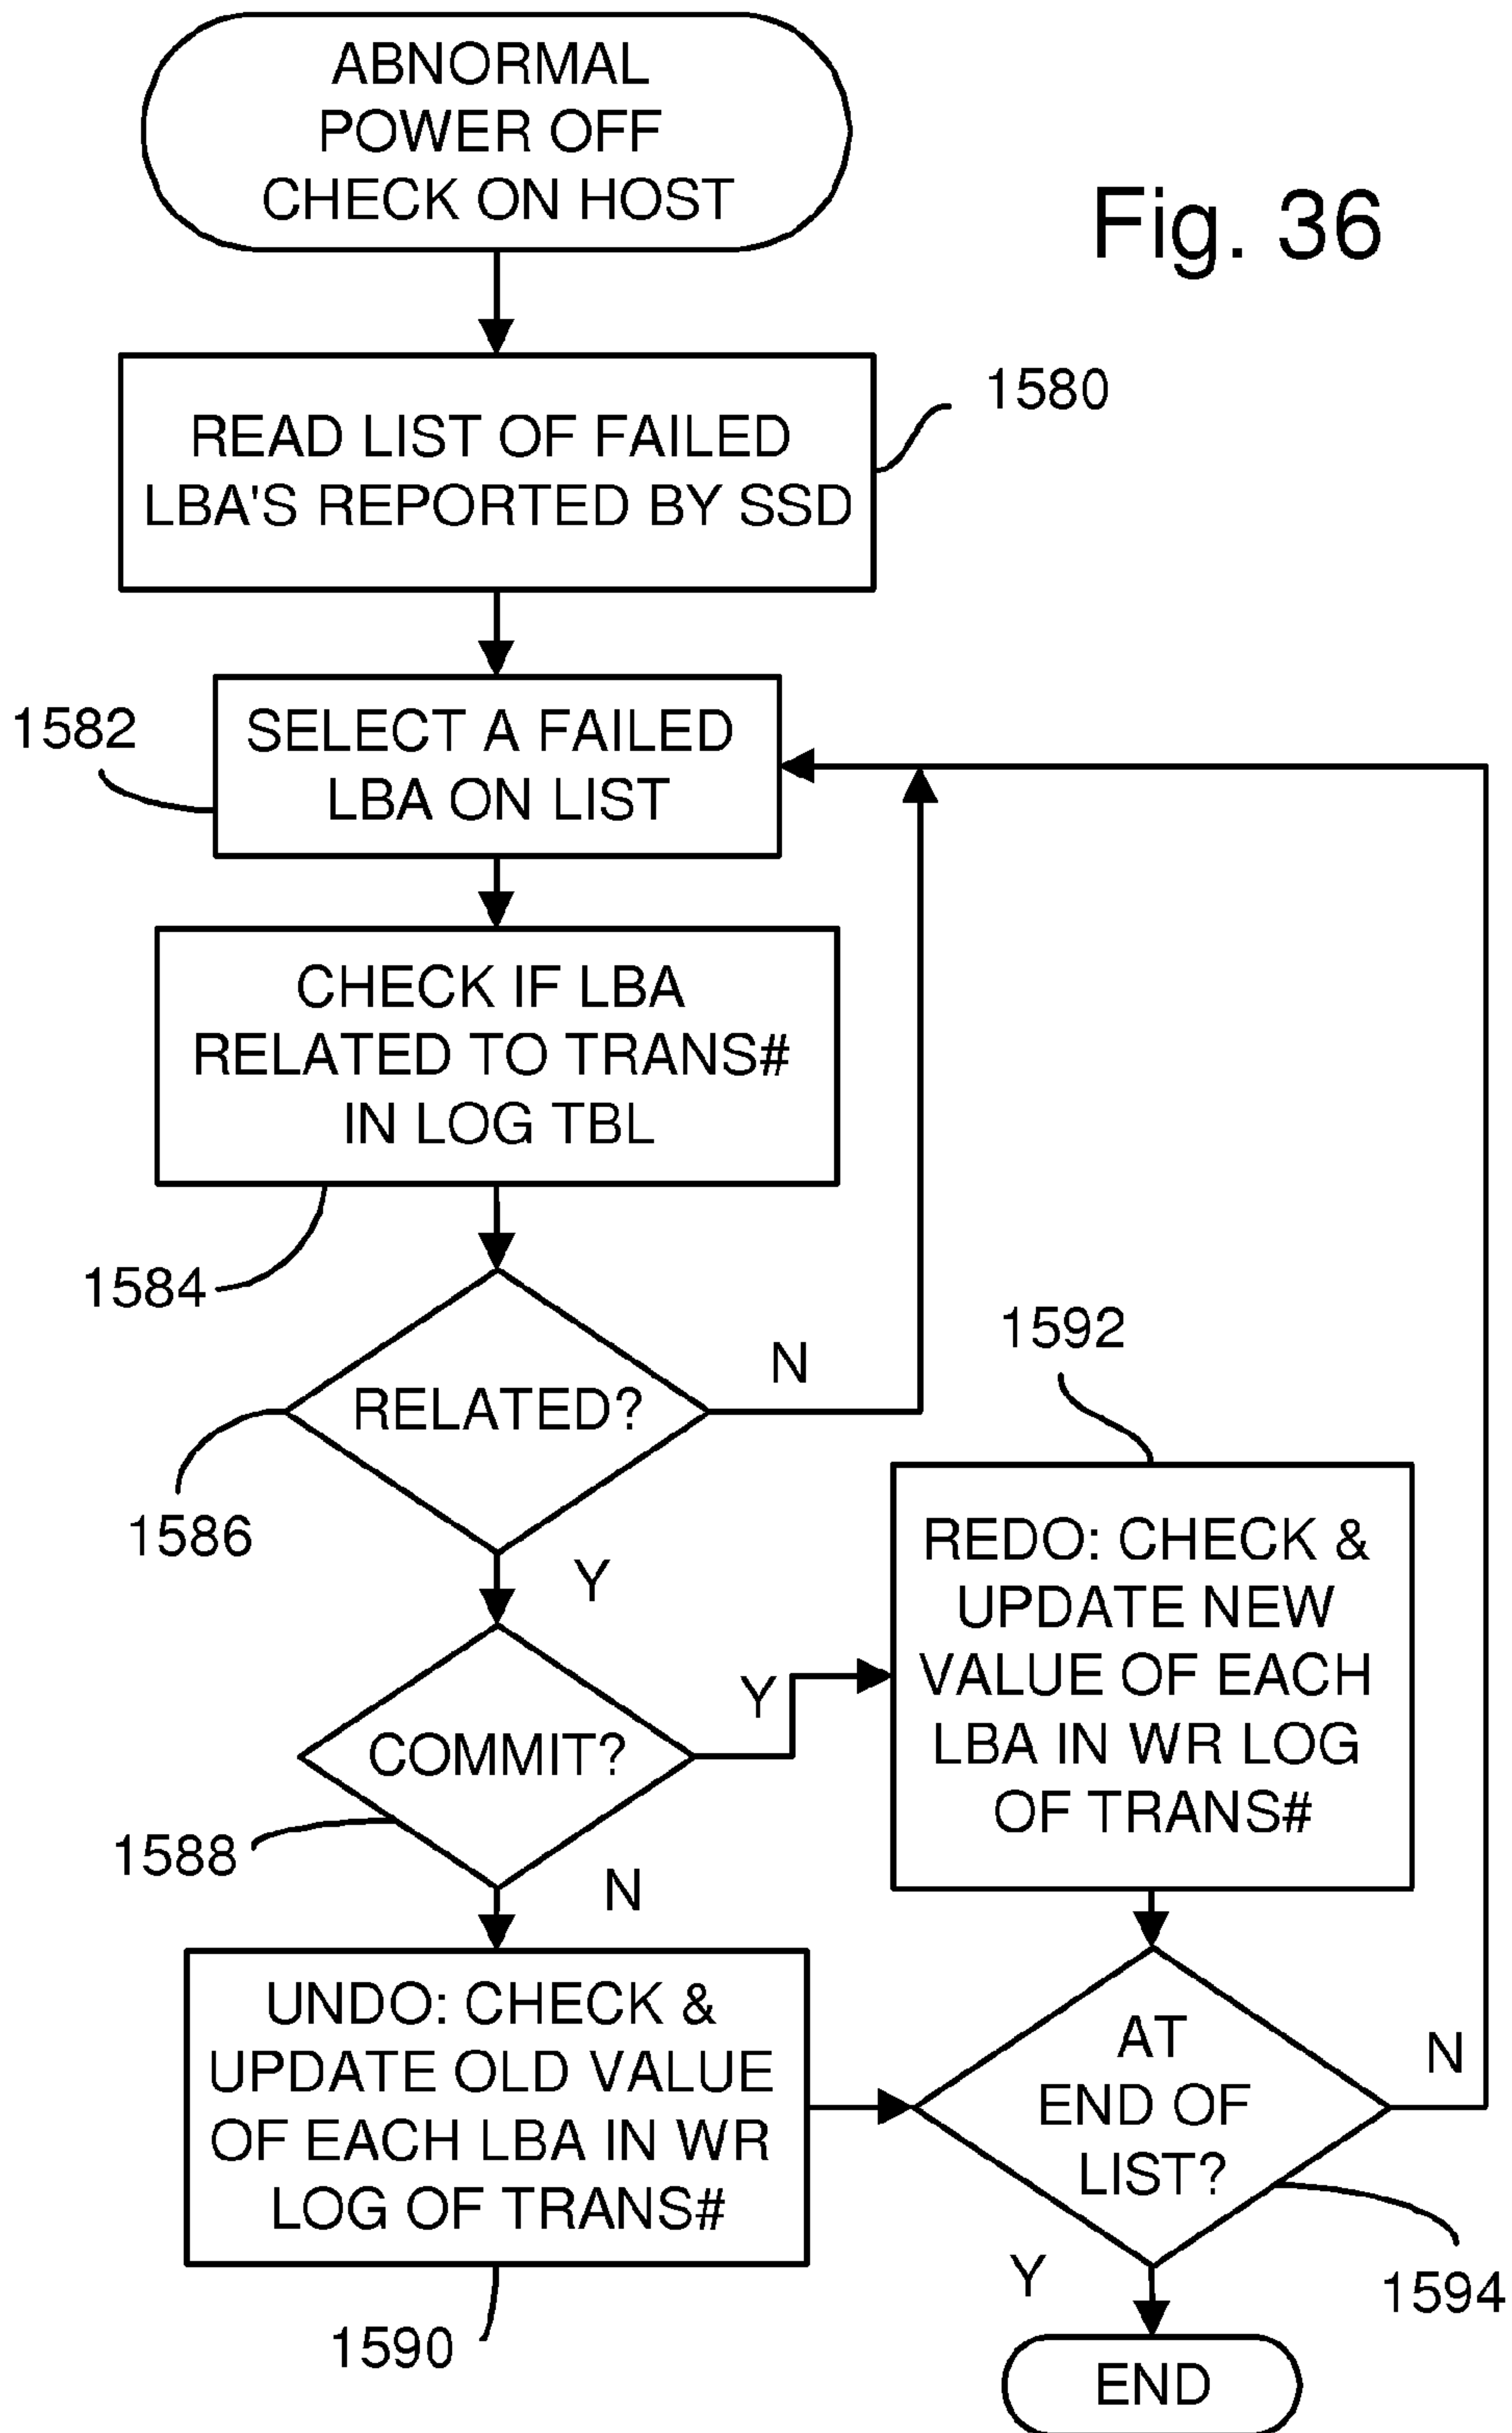 ABNORMAL
POWER OFF
CHECK ON HOST
Fig. 36
READ LIST OF FAILED
LBA'S REPORTED BY SSD
1580
SELECT A FAILED
LBA ON LIST
1582
CHECK IF LBA
RELATED TO TRANS#
IN LOG TBL
1584
RELATED?
N
1586
Y
COMMIT?
Y
1588
N
1592
REDO: CHECK &
UPDATE NEW
VALUE OF EACH
LBA IN WR LOG
OF TRANS#
UNDO: CHECK &
UPDATE OLD VALUE
OF EACH LBA IN WR
LOG OF TRANS#
1590
AT
END OF
LIST?
N
1594
Y
END